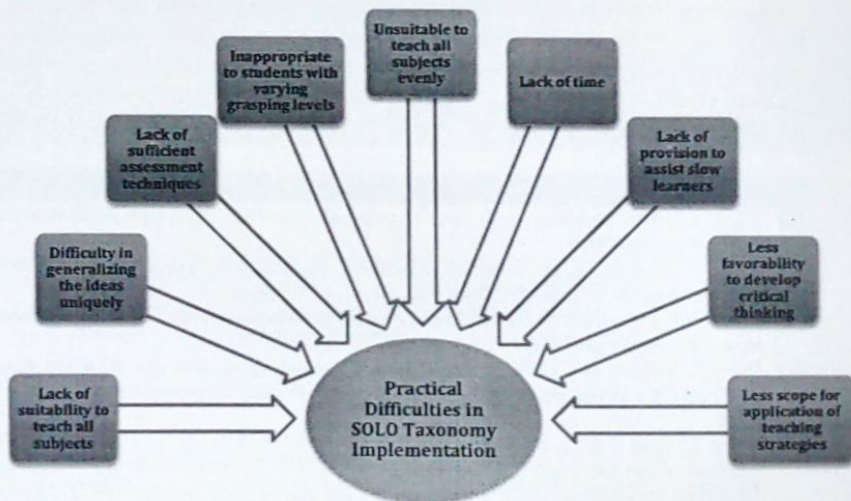 Unsuitable to
teach all
subjects
evenly
Inappropriate
to students with
varying
grasping levels
Lack of time
Lack of
sufficient
assessment
techniques
Lack of
provision to
assist slow
learners
Difficulty in
generalizing
the ideas
uniquely
Less
favorability
to develop
critical
thinking
Lack of
suitability to
teach all
subjects
Practical
Difficulties in
SOLO Taxonomy
Implementation
Less scope for
application of
teaching
strategies